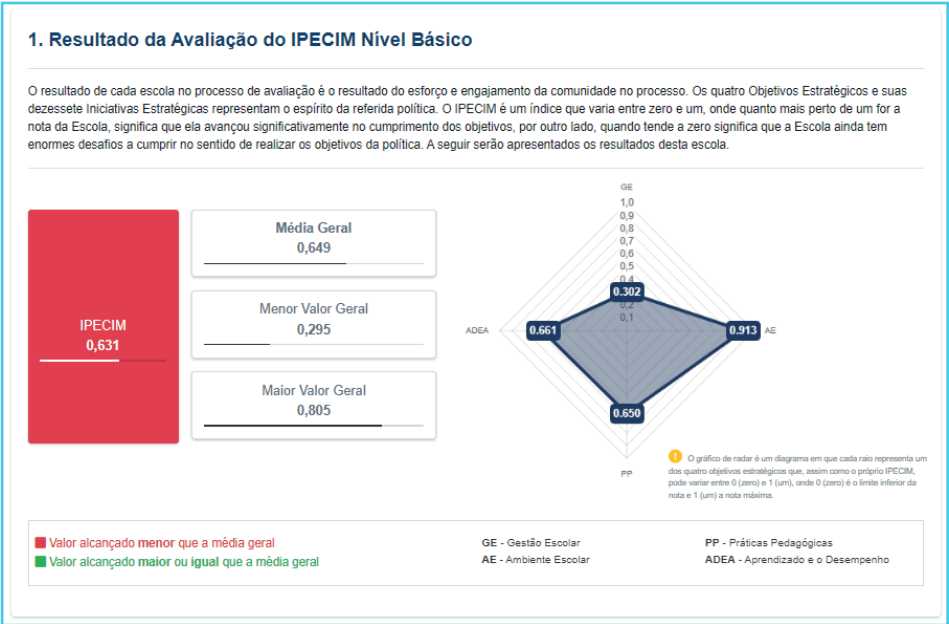 1. Resultado da Avaliação do IPECIM Nível Básico
O resultado de cada escola no processo de avaliação é o resultado do esforço e engajamento da comunidade no processo. Os quatro Objetivos Estratégicos e suas
dezessete Iniciativas Estratégicas representam o espírito da referida política. O IPECIM é um índice que varia entre zero e um, onde quanto mais perto de um for a
nota da Escola, significa que ela avançou significativamente no cumprimento dos objetivos, por outro lado, quando tende a zero significa que a Escola ainda tem
enormes desafios a cumprir no sentido de realizar os objetivos da política. A seguir serão apresentados os resultados desta escola.
IPECIM
0,631
Média Geral
0,649
Menor Valor Geral
0,295
Maior Valor Geral
0,805
GE
1,0
0,9
0,8
0,7
0,6
0,5
0,4
0.302
0,2
0,1
ADEA
0.661
0.913
AE
0.650
PP
! O gráfico de radar é um diagrama em que cada raio representa um
dos quatro objetivos estratégicos que, assim como o próprio IPECIM,
pode variar entre 0 (zero) e 1 (um), onde 0 (zero) é o limite inferior da
nota e 1 (um) a nota máxima.
Valor alcançado menor que a média geral
Valor alcançado maior ou igual que a média geral
GE - Gestão Escolar
AE - Ambiente Escolar
PP - Práticas Pedagógicas
ADEA - Aprendizado e o Desempenho